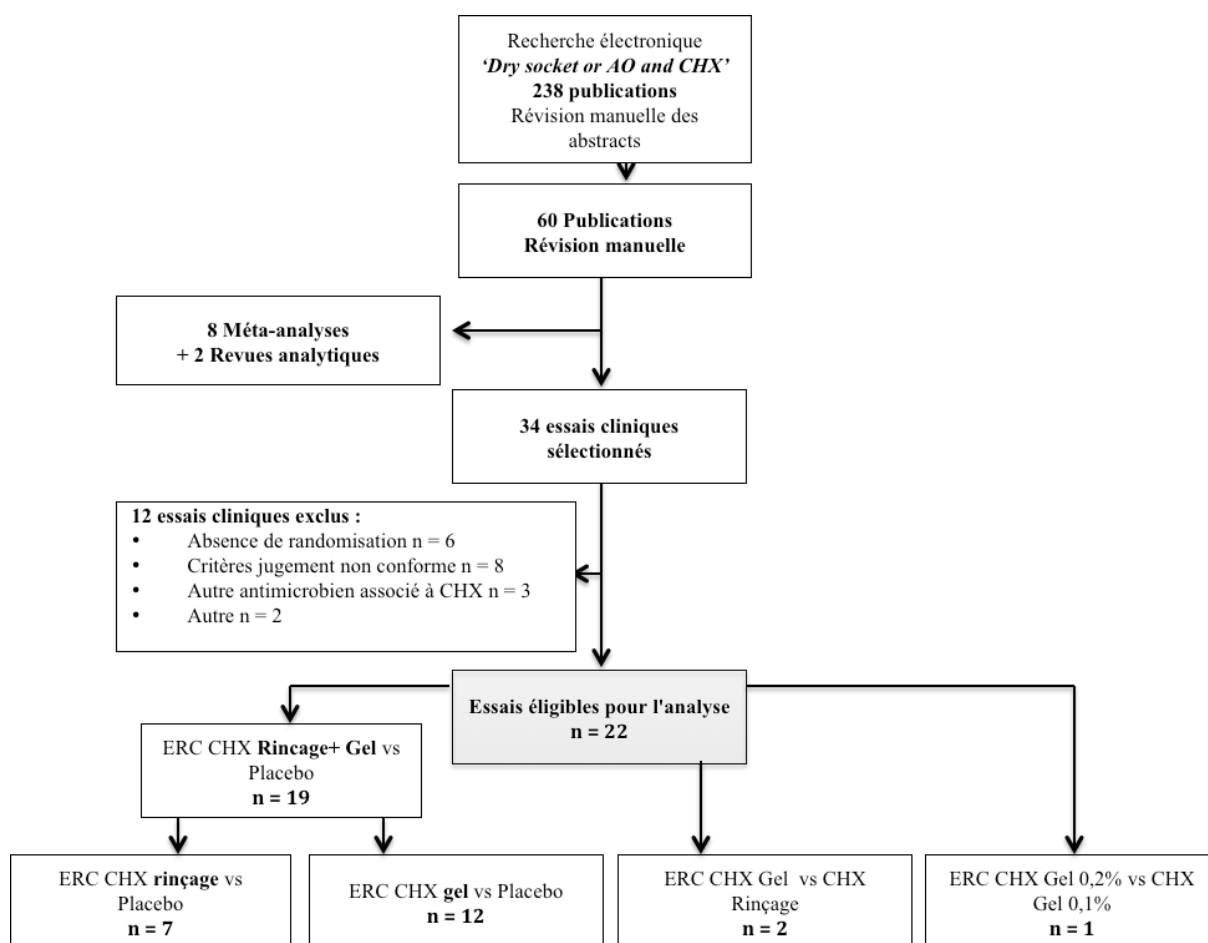 Recherche électronique
‘Dry socket or AO and CHX’
238 publications
Révision manuelle des
abstracts
60 Publications
Révision manuelle
8 Méta-analyses
+ 2 Revues analytiques
34 essais cliniques
sélectionnés
12 essais cliniques exclus :
• Absence de randomisation n = 6
• Critères jugement non conforme n = 8
• Autre antimicrobien associé à CHX n = 3
• Autre n = 2
Essais éligibles pour l'analyse
n = 22
ERC CHX Rincage+ Gel vs
Placebo
n = 19
ERC CHX rinçage vs
Placebo
n = 7
ERC CHX gel vs Placebo
n = 12
ERC CHX Gel vs CHX
Rinçage
n = 2
ERC CHX Gel 0,2% vs CHX
Gel 0,1%
n = 1